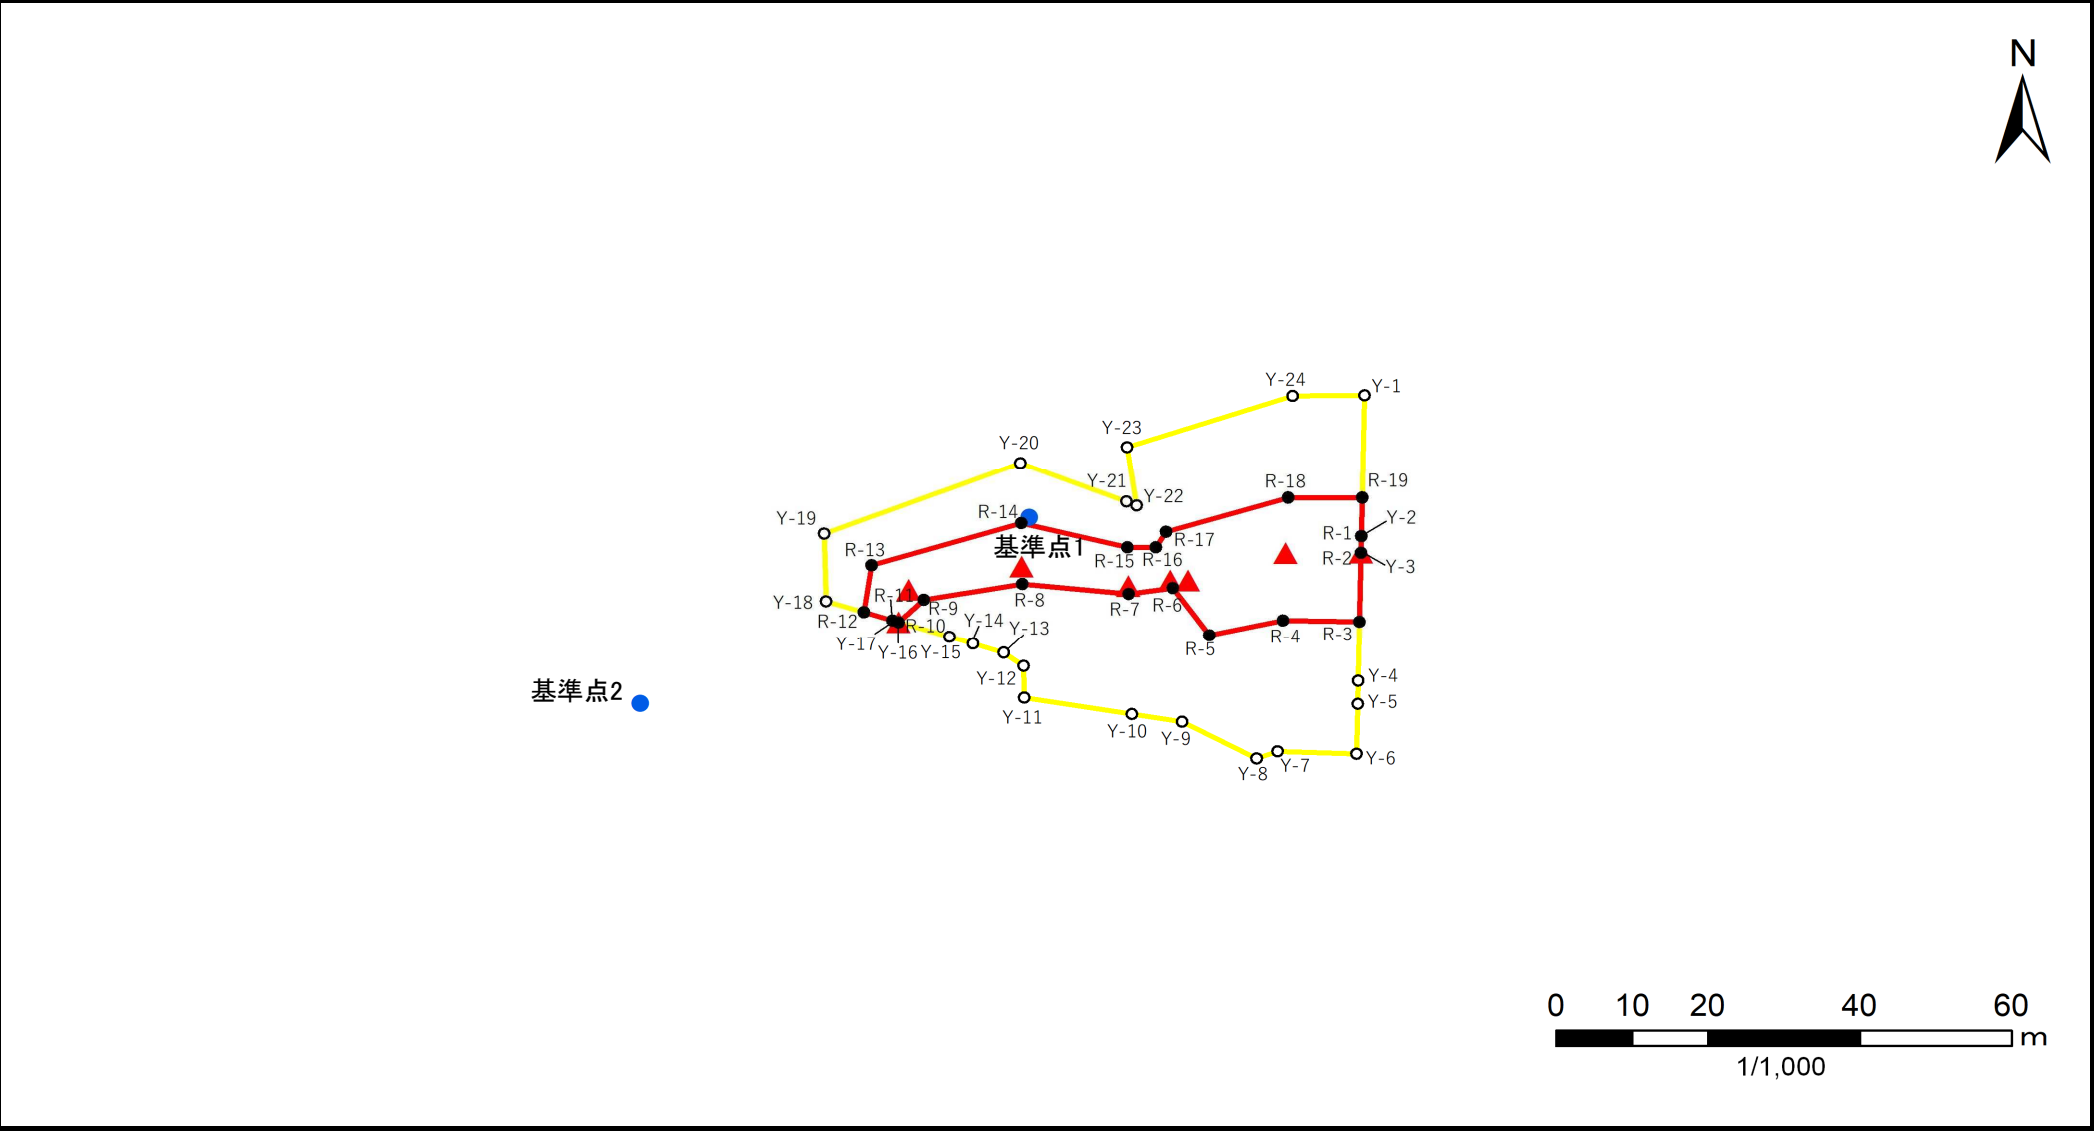 N
Y-24
Y-1
Y-23
Y-20
Y-21
Y-22
R-18
R-19
Y-19
R-14
Y-2
R-1
R-17
R-13
基準点1
R-15
R-16
R-2
Y-3
R-11
Y-18
R-9
R-8
R-7
R-6
R-12
R-10
Y-14
Y-13
R-4
R-3
Y-17
Y-16
Y-15
R-5
Y-12
Y-4
基準点2
Y-5
Y-11
Y-10
Y-9
Y-8
Y-7
Y-6
0 10 20 40 60
m
1/1,000